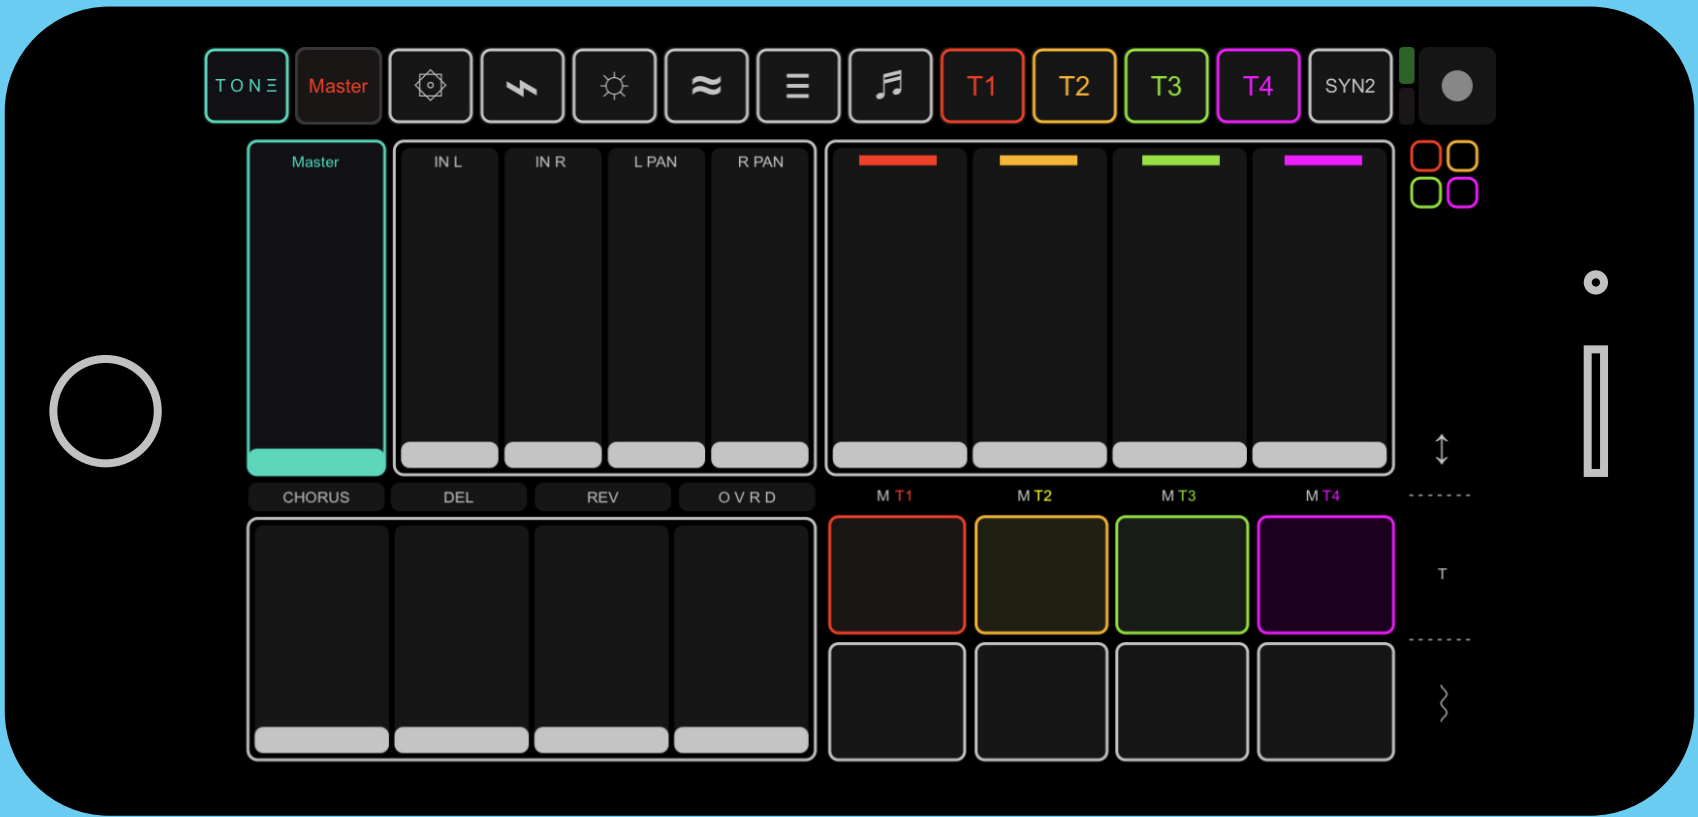 TONΞ Master T1 T2 T3 T4 SYN2
Master IN L IN R L PAN R PAN
CHORUS DEL REV OVRD M T1 M T2 M T3 M T4
T